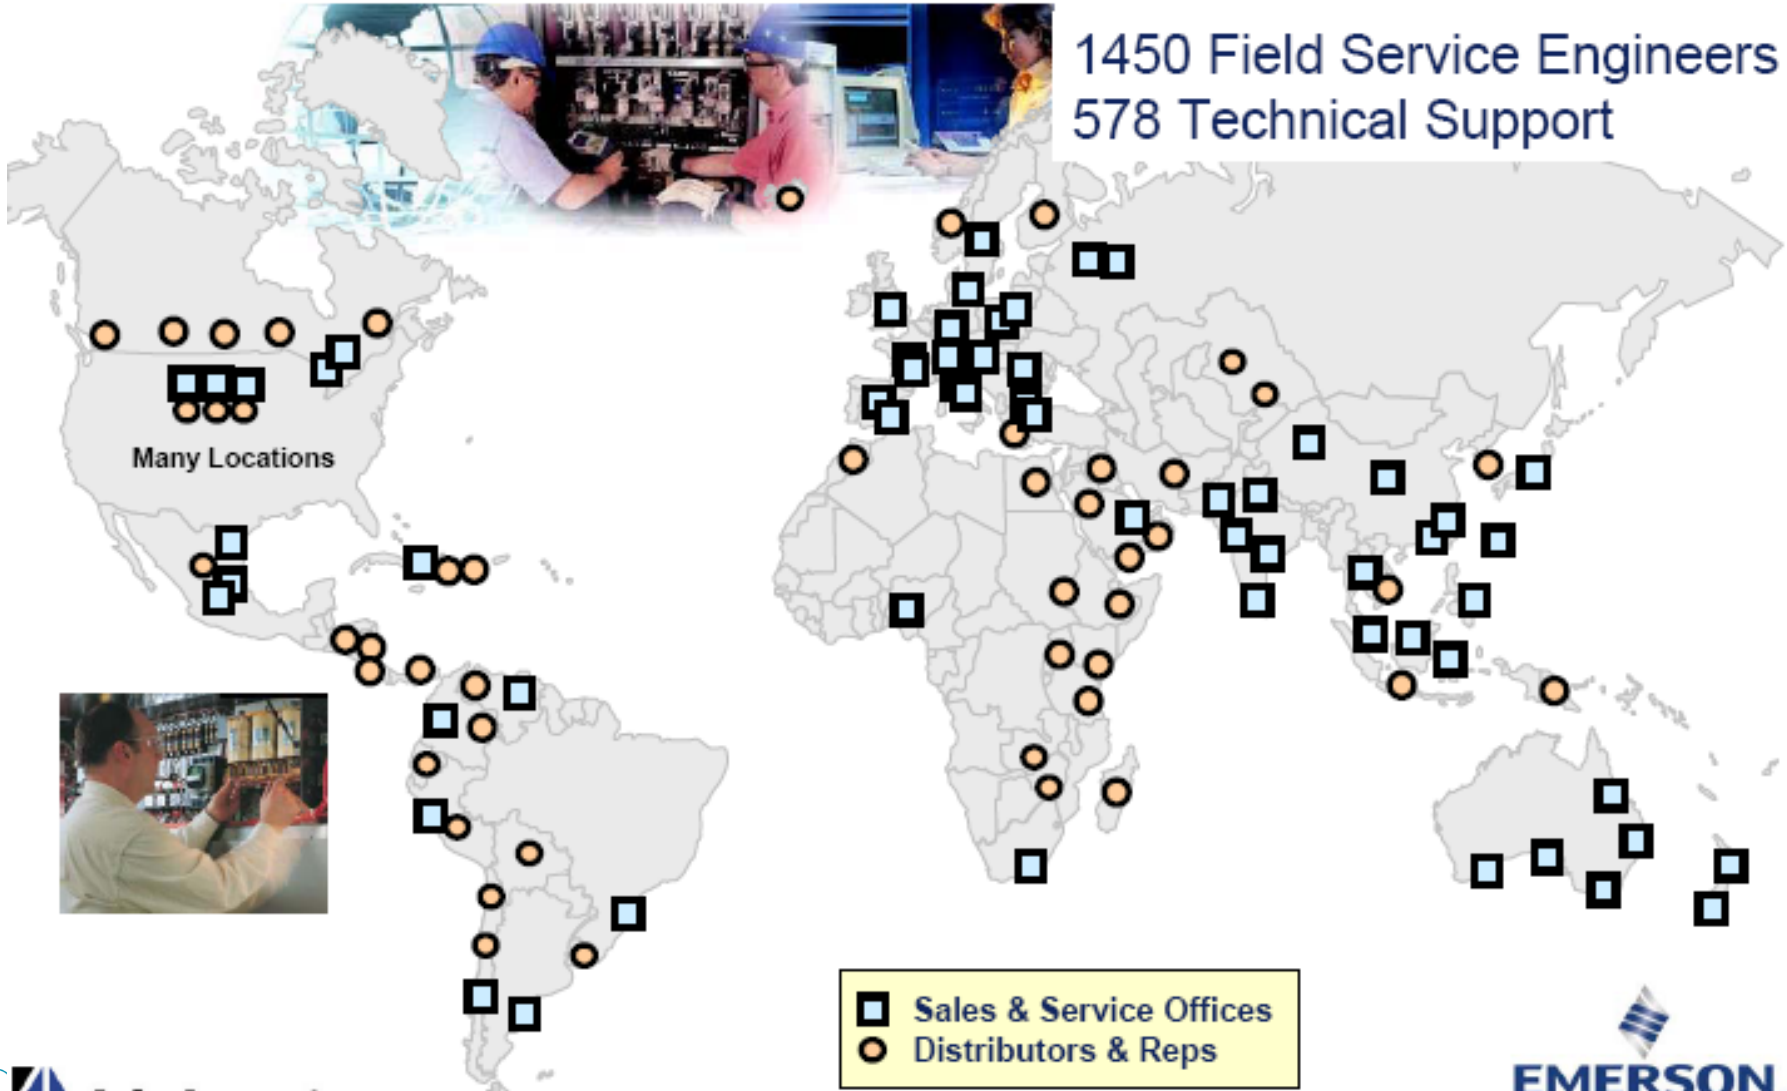 1450 Field Service Engineers
578 Technical Support
Many Locations
Sales & Service Offices
Distributors & Reps
EMERSON